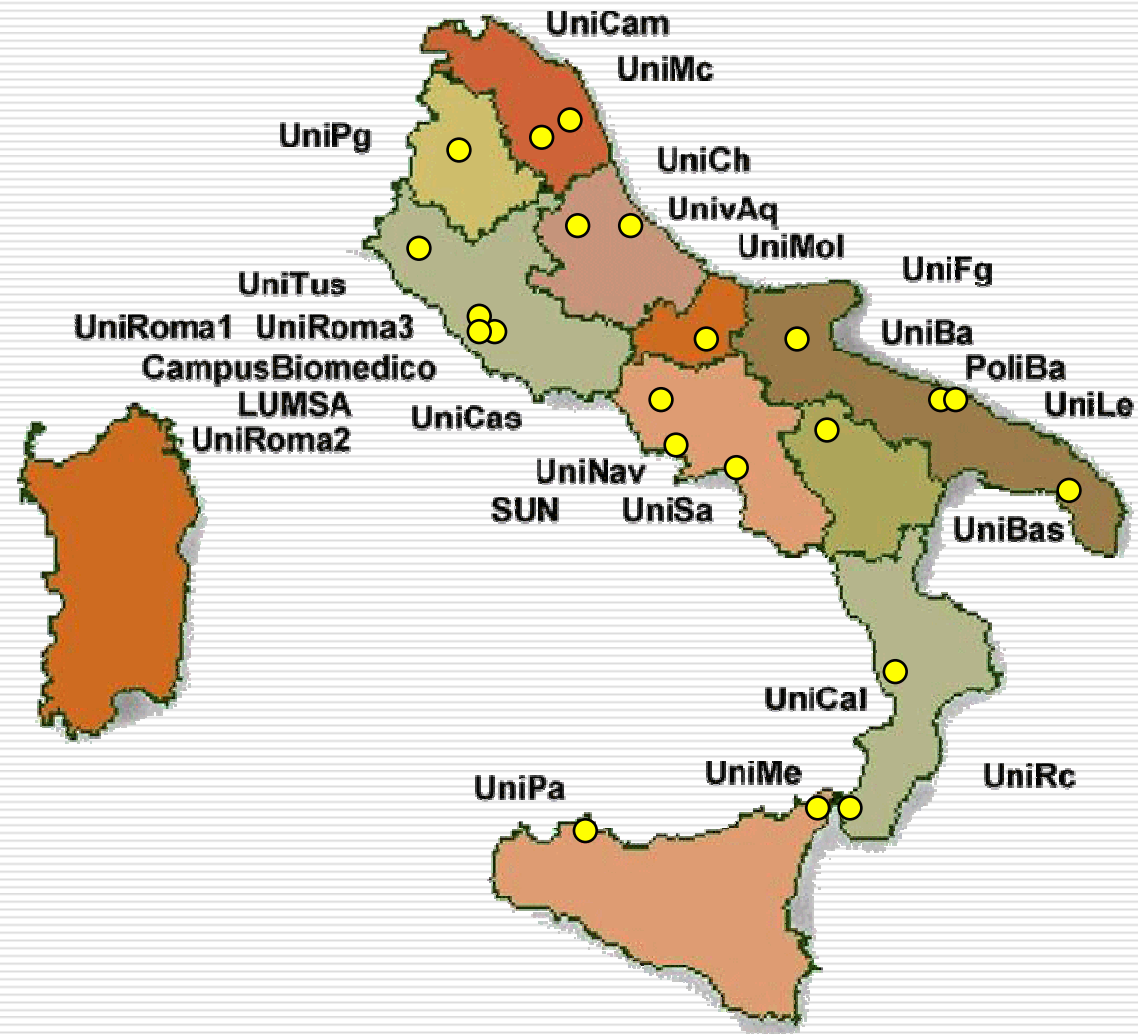 UniCam
UniMc
UniPg
UniCh
UnivAq
UniMol
UniFg
UniTus
UniRoma1 UniRoma3
UniBa
CampusBiomedico
PoliBa
LUMSA
UniCas
UniLe
UniRoma2
UniNav
SUN UniSa
UniBas
UniCal
UniMe
UniRc
UniPa